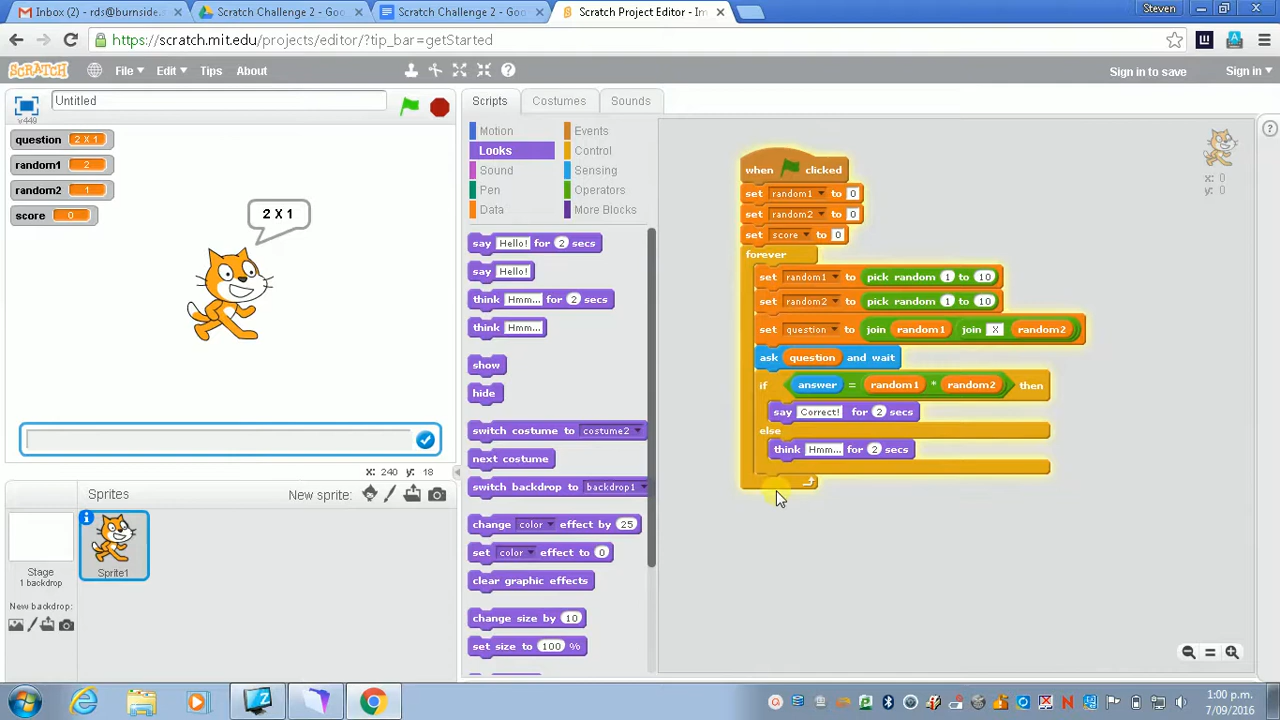 Inbox (37) - rds@burnside.
Scratch Challenge 2 - Goo
Scratch Challenge 2 - Goo
Scratch Project Editor - Im
Steven
https://scratch.mit.edu/projects/editor/?tip_bar=getStarted
SCRATCH
File
Edit
Tips
About
Sign in to save
Sign in
v449
Untitled
question 2 X 1
random1 2
random2 1
score 0
2 X 1
X: 240 y: 18
Scripts
Costumes
Sounds
Motion
Events
Looks
Control
Sound
Sensing
Pen
Operators
Data
More Blocks
say Hello! for 2 secs
say Hello!
think Hmm... for 2 secs
think Hmm...
show
hide
switch costume to costume2
next costume
switch backdrop to backdrop1
change color effect by 25
set color effect to 0
clear graphic effects
change size by 10
set size to 100 %
when clicked
set random1 to 0
set random2 to 0
set score to 0
forever
set random1 to pick random 1 to 10
set random2 to pick random 1 to 10
set question to join random1 join X random2
ask question and wait
if answer = random1 * random2 then
say Correct! for 2 secs
else
think Hmm... for 2 secs
x: 0
y: 0
Sprites
New sprite:
Stage
1 backdrop
New backdrop:
Sprite1
1:00 p.m.
7/09/2016